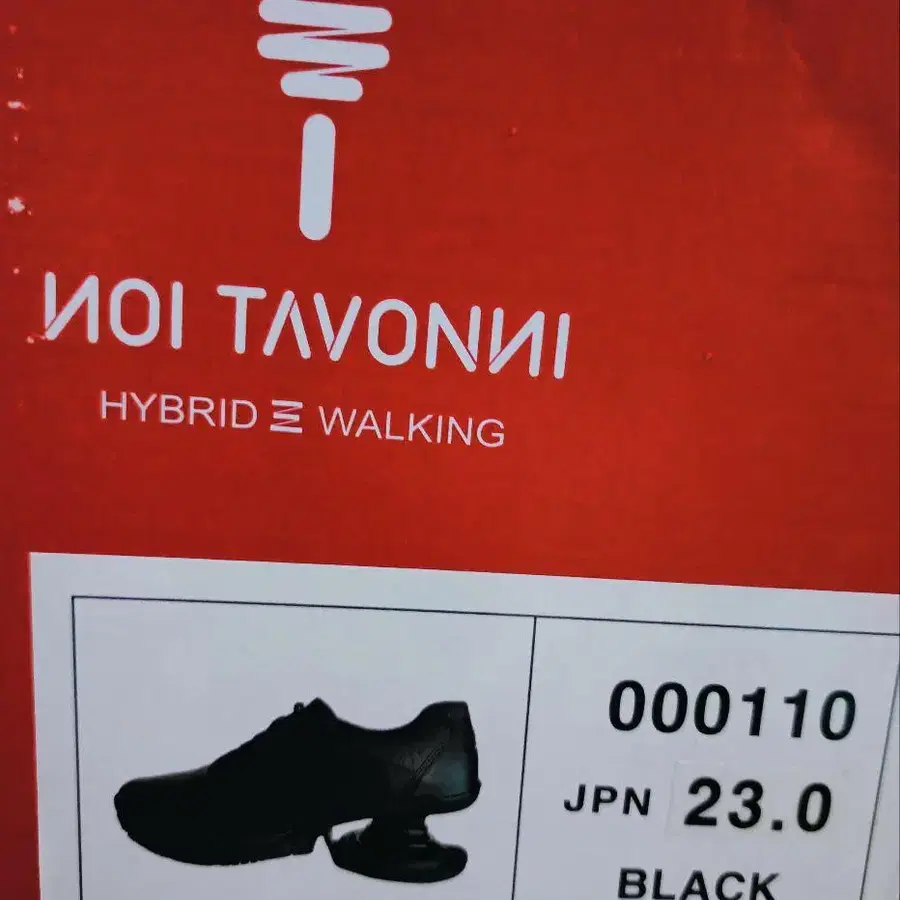 NOI TAVONNI
HYBRID WALKING
000110
JPN 23.0
BLACK